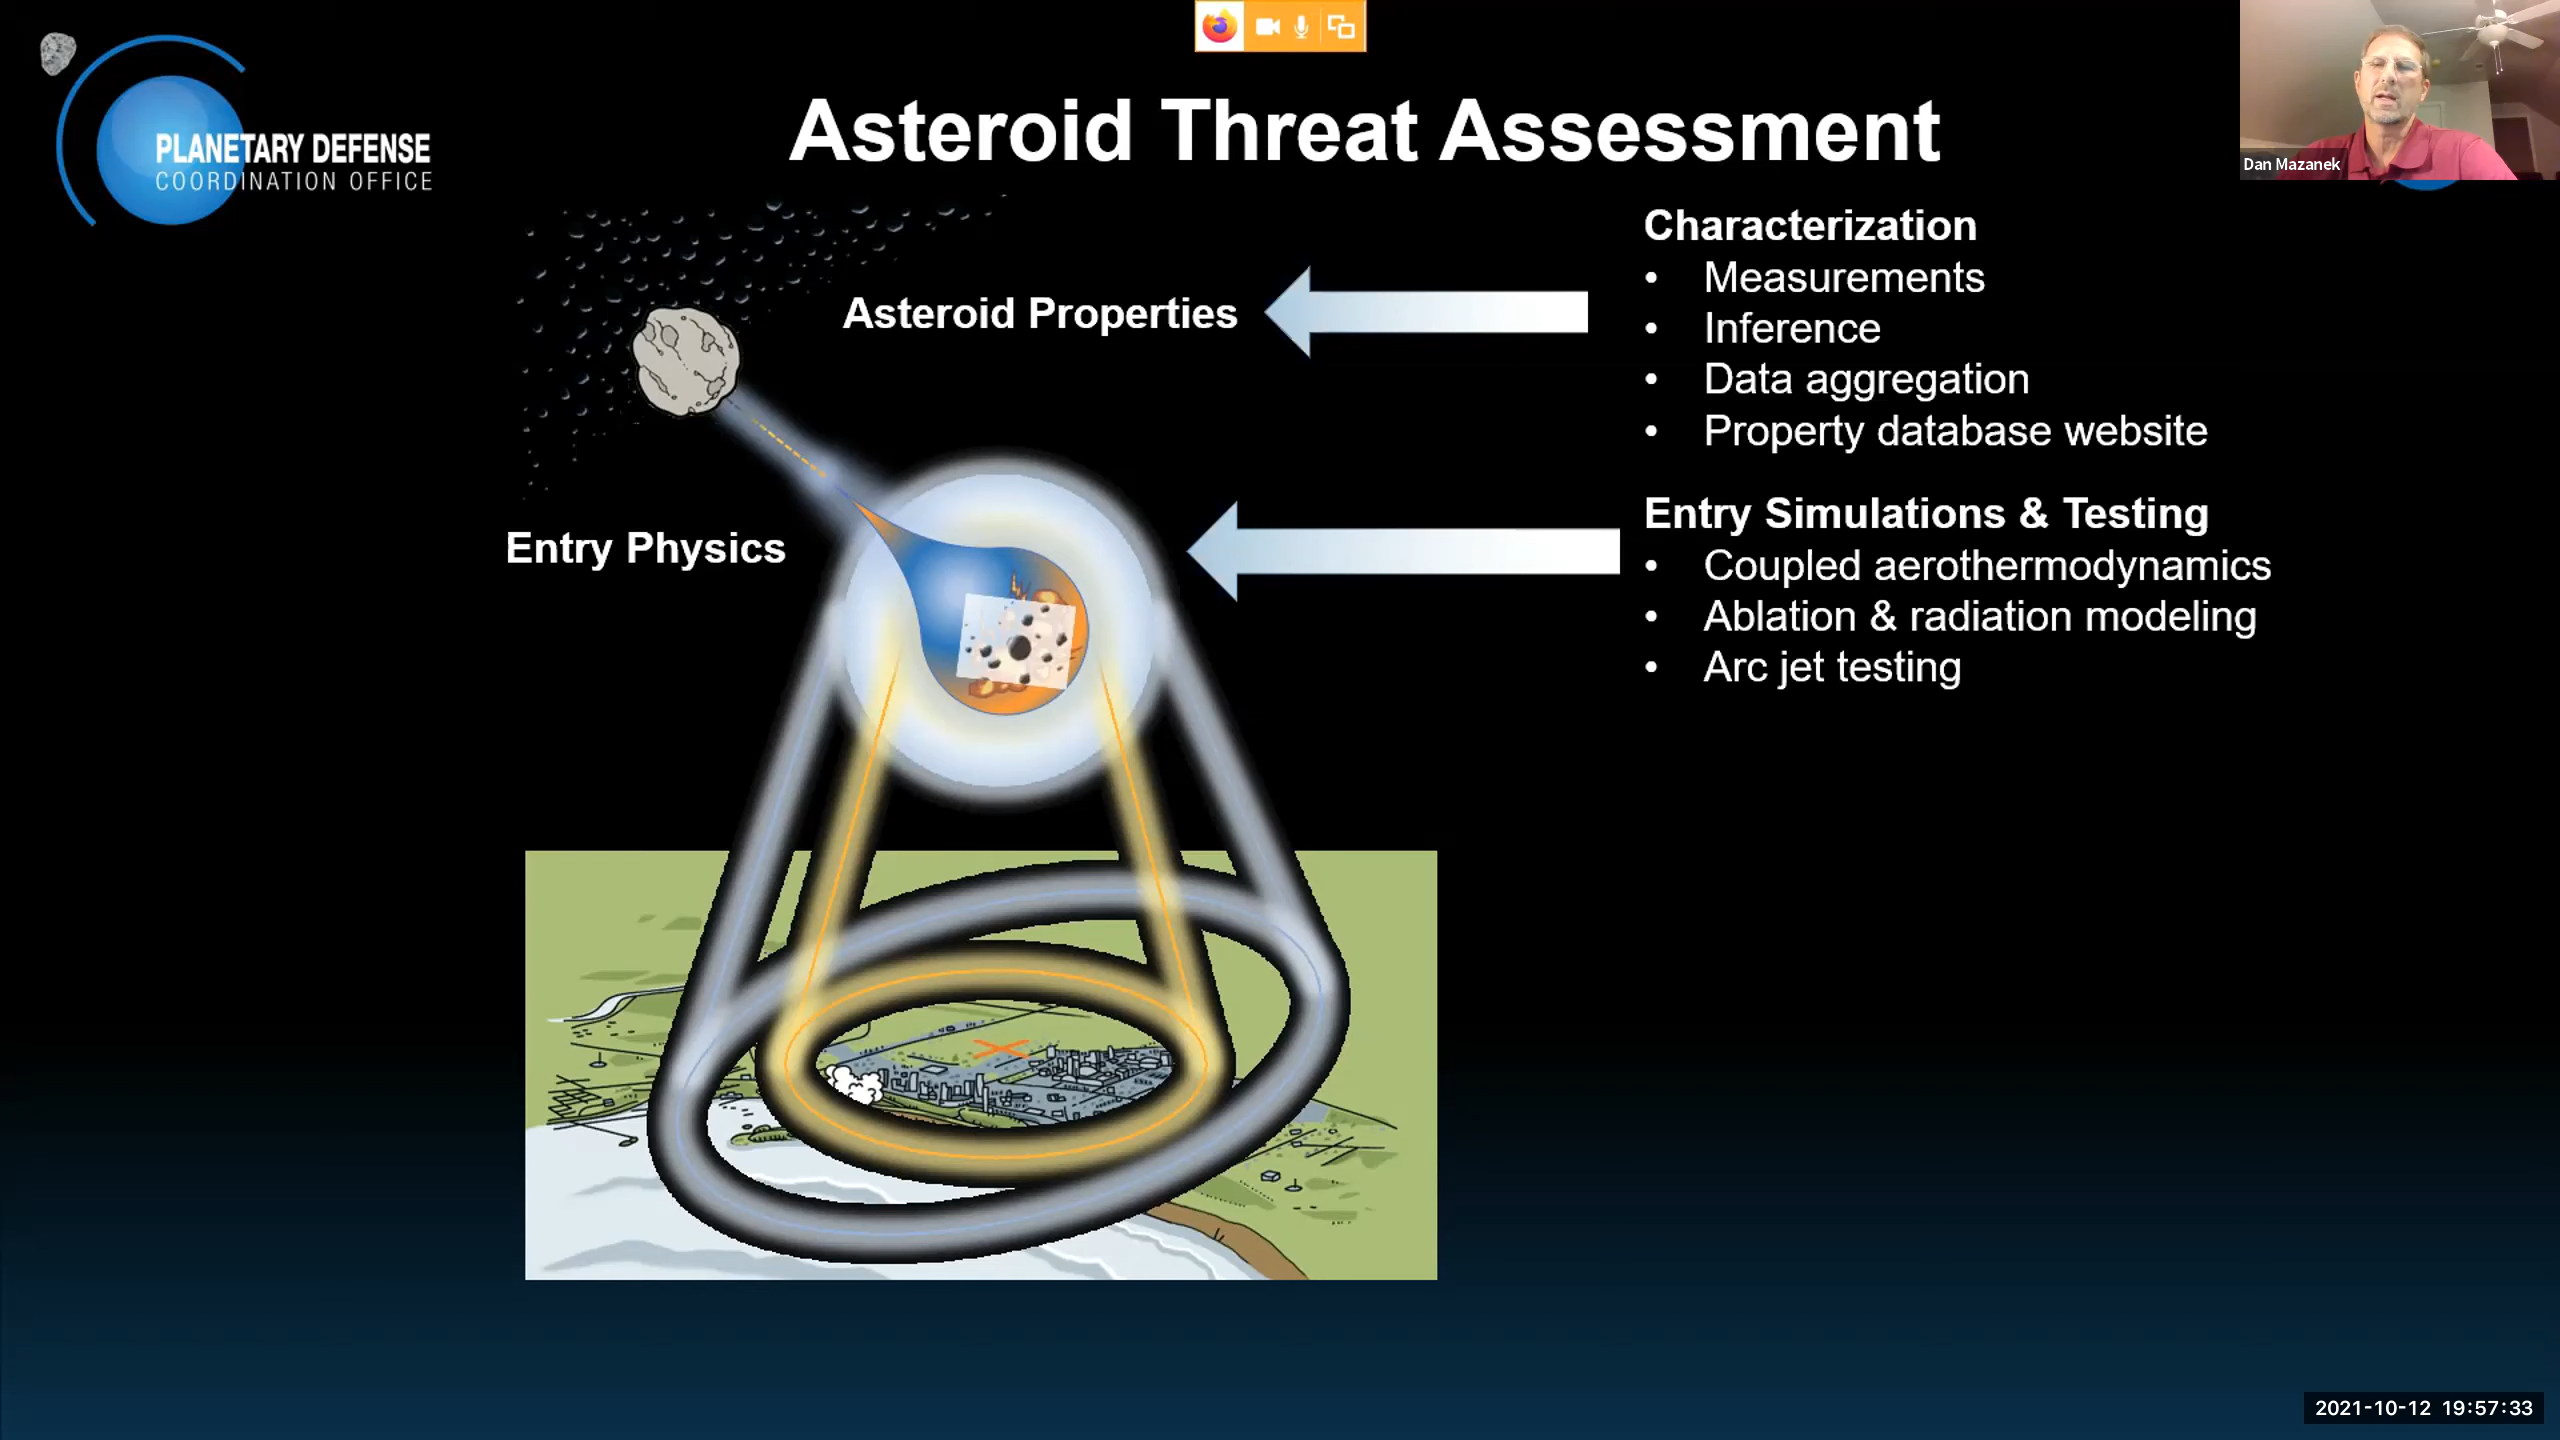 PLANETARY DEFENSE
COORDINATION OFFICE
Asteroid Threat Assessment
Dan Mazanek
Asteroid Properties
Characterization
• Measurements
• Inference
• Data aggregation
• Property database website
Entry Physics
Entry Simulations & Testing
• Coupled aerothermodynamics
• Ablation & radiation modeling
• Arc jet testing
2021-10-12 19:57:33